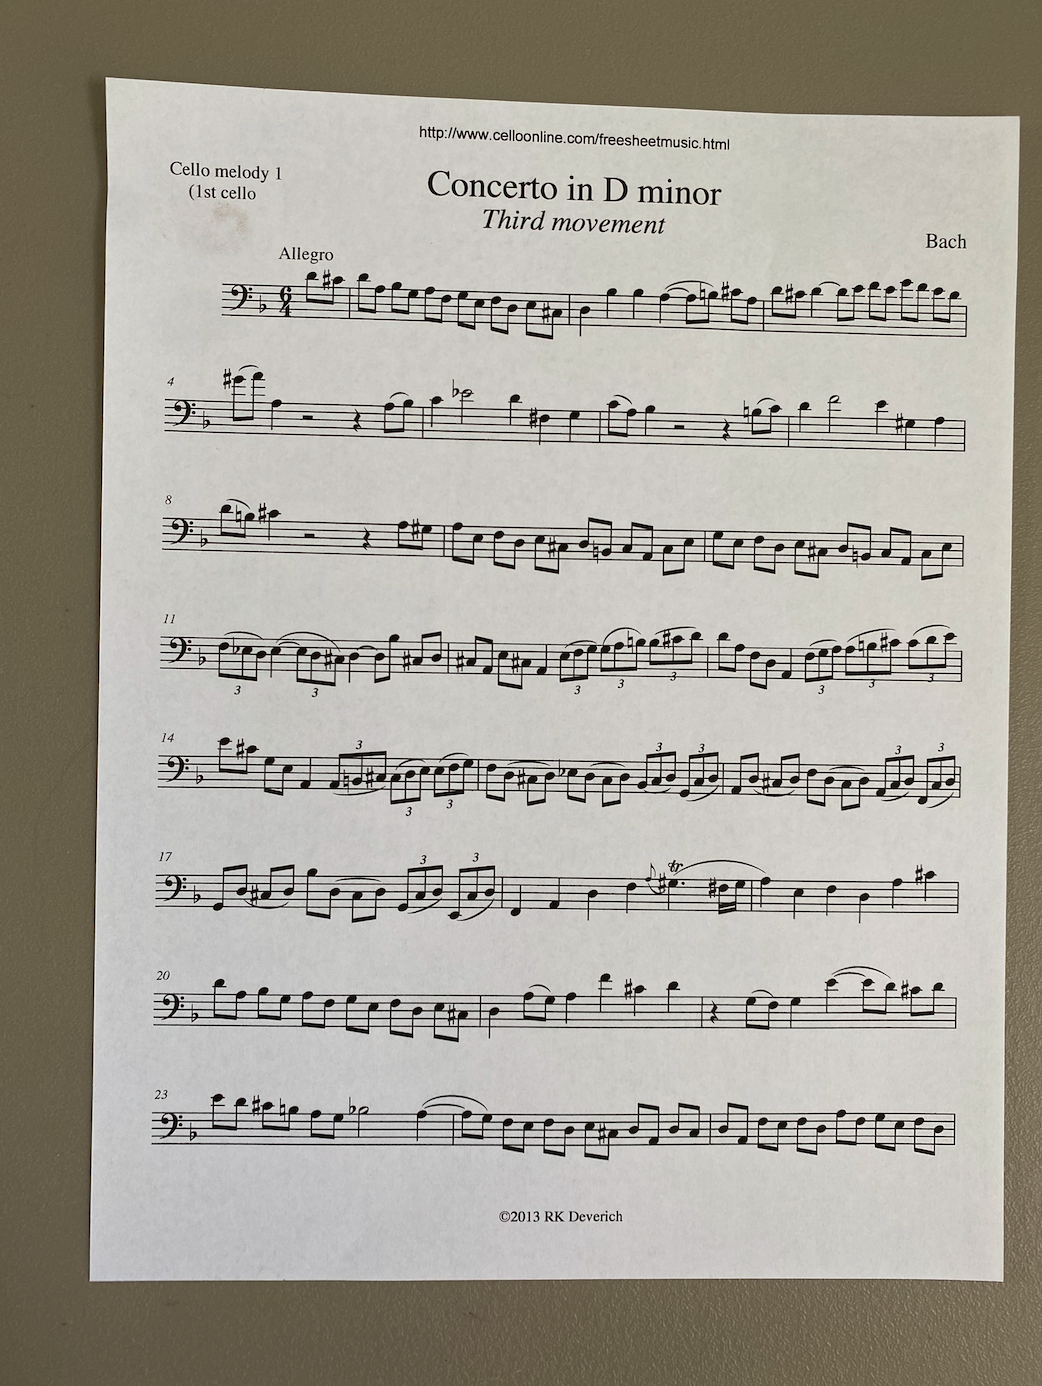 http://www.celloonline.com/freesheetmusic.html
Cello melody 1
(1st cello
Concerto in D minor
Third movement
Bach
Allegro
6
4
4
8
11
3 3 3 3 3 3 3 3
14
3 3 3 3 3 3 3
17
3 3 tr
20
23
©2013 RK Deverich